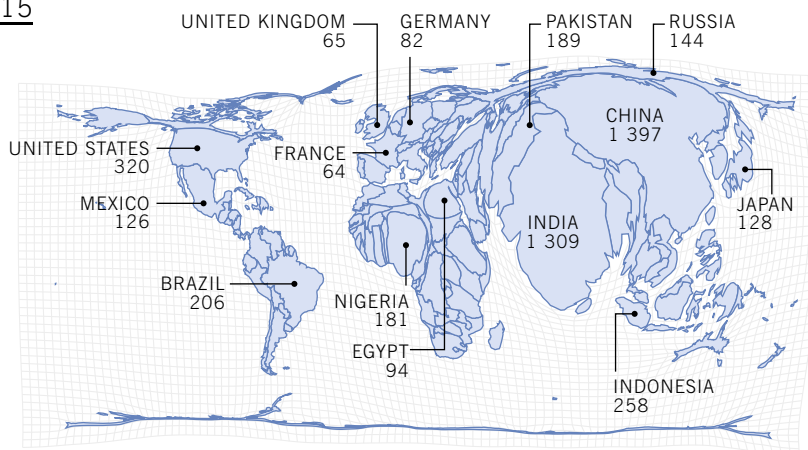 15
UNITED KINGDOM
65
GERMANY
82
PAKISTAN
189
RUSSIA
144
CHINA
1 397
UNITED STATES
320
FRANCE
64
MEXICO
126
JAPAN
128
INDIA
1 309
BRAZIL
206
NIGERIA
181
EGYPT
94
INDONESIA
258